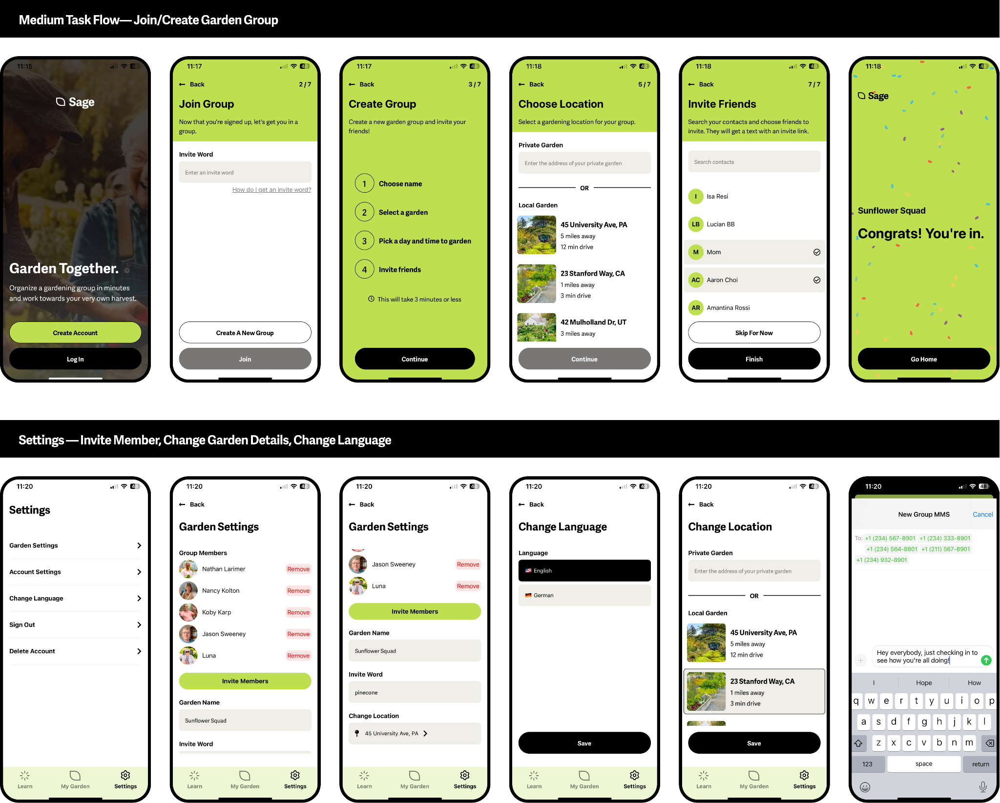 Medium Task Flow— Join/Create Garden Group
11:15
48
Sage
Garden Together.
Organize a gardening group in minutes
and work towards your very own harvest.
Create Account
Log In
11:17
48
Back
2 / 7
Join Group
Now that you're signed up, let's get you in a
group.
Invite Word
Enter an invite word
How do I get an invite word?
Create A New Group
Join
11:17
48
Back
3 / 7
Create Group
Create a new garden group and invite your
friends!
1 Choose name
2 Select a garden
3 Pick a day and time to garden
4 Invite friends
This will take 3 minutes or less
Continue
11:18
48
Back
5 / 7
Choose Location
Select a gardening location for your group.
Private Garden
Enter the address of your private garden
OR
Local Garden
45 University Ave, PA
5 miles away
12 min drive
23 Stanford Way, CA
1 miles away
3 min drive
42 Mulholland Dr, UT
3 miles away
Continue
11:18
48
Back
7 / 7
Invite Friends
Search your contacts and choose friends to
invite. They will get a text with an invite link.
Search contacts
I Isa Resi
LB Lucian BB
M Mom
AC Aaron Choi
AR Amantina Rossi
Skip For Now
Finish
11:18
48
Sage
Sunflower Squad
Congrats! You're in.
Go Home
Settings — Invite Member, Change Garden Details, Change Language
11:20
48
Settings
Garden Settings
Account Settings
Change Language
Sign Out
Delete Account
Learn
My Garden
Settings
11:20
48
Back
Garden Settings
Group Members
Nathan Larimer Remove
Nancy Kolton Remove
Koby Karp Remove
Jason Sweeney Remove
Luna Remove
Invite Members
Garden Name
Sunflower Squad
Invite Word
Learn
My Garden
Settings
11:20
48
Back
Garden Settings
Jason Sweeney Remove
Luna Remove
Invite Members
Garden Name
Sunflower Squad
Invite Word
pinecone
Change Location
45 University Ave, PA
Learn
My Garden
Settings
11:20
48
Back
Change Language
Language
English
German
Save
Learn
My Garden
Settings
11:20
48
Back
Change Location
Private Garden
Enter the address of your private garden
OR
Local Garden
45 University Ave, PA
5 miles away
12 min drive
23 Stanford Way, CA
1 miles away
3 min drive
Save
Learn
My Garden
Settings
11:20
48
New Group MMS
Cancel
To: +1 (234) 567-8901 +1 (234) 333-8901
+1 (234) 564-8801 +1 (211) 567-8901
+1 (234) 932-8901
Hey everybody, just checking in to
see how you're all doing!
I Hope How
q w e r t y u i o p
a s d f g h j k l
z x c v b n m
123 space return